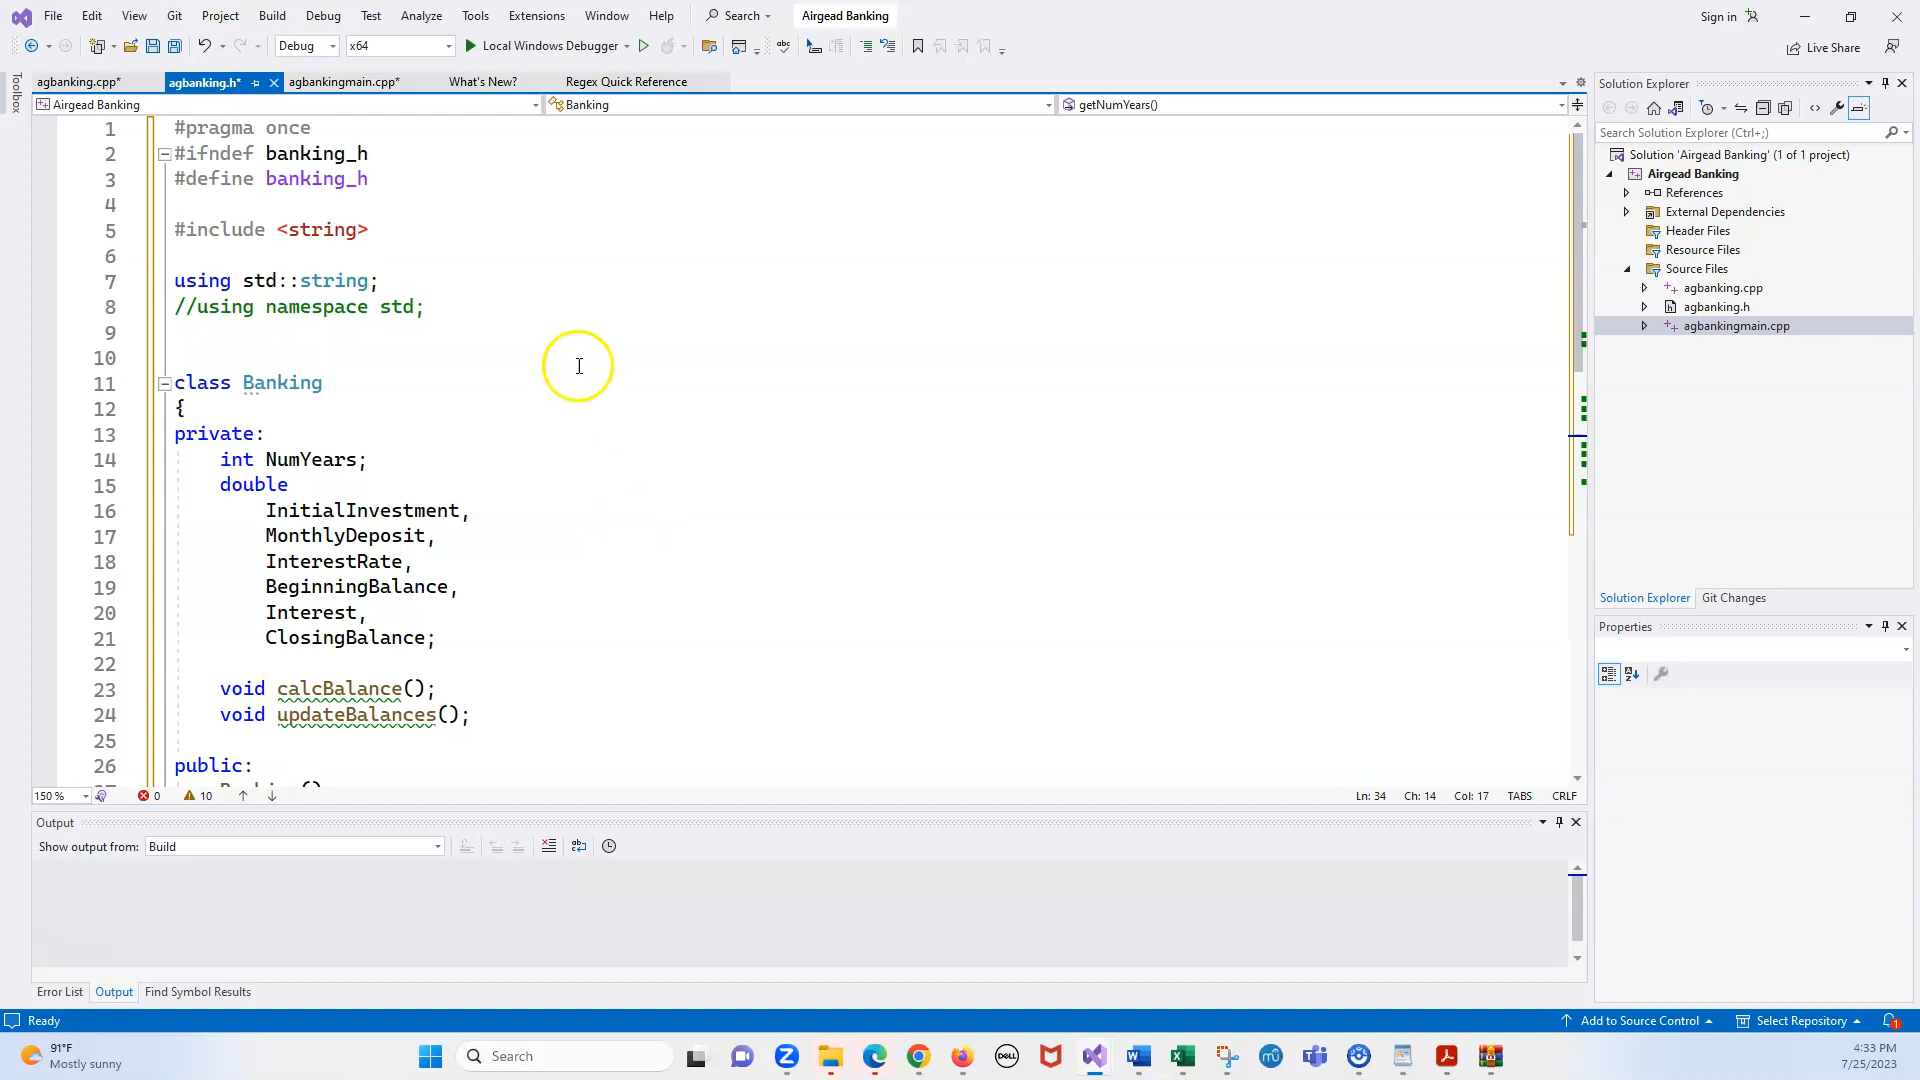 File Edit View Git Project Build Debug Test Analyze Tools Extensions Window Help Search Airgead Banking Sign in
Debug x64 Local Windows Debugger Live Share
Toolbox
agbanking.cpp* agbanking.h* agbankingmain.cpp* What's New? Regex Quick Reference
Airgead Banking Banking getNumYears()
1 #pragma once
2 #ifndef banking_h
3 #define banking_h
4
5 #include <string>
6
7 using std::string;
8 //using namespace std;
9
10
11 class Banking
12 {
13 private:
14 int NumYears;
15 double
16 InitialInvestment,
17 MonthlyDeposit,
18 InterestRate,
19 BeginningBalance,
20 Interest,
21 ClosingBalance;
22
23 void calcBalance();
24 void updateBalances();
25
26 public:
150 % 0 10 Ln: 34 Ch: 14 Col: 17 TABS CRLF
Output
Show output from: Build
Error List Output Find Symbol Results
Solution Explorer
Search Solution Explorer (Ctrl+;)
Solution 'Airgead Banking' (1 of 1 project)
Airgead Banking
References
External Dependencies
Header Files
Resource Files
Source Files
agbanking.cpp
agbanking.h
agbankingmain.cpp
Solution Explorer Git Changes
Properties
Ready Add to Source Control Select Repository 1
91°F
Mostly sunny
Search
DELL
4:33 PM
7/25/2023